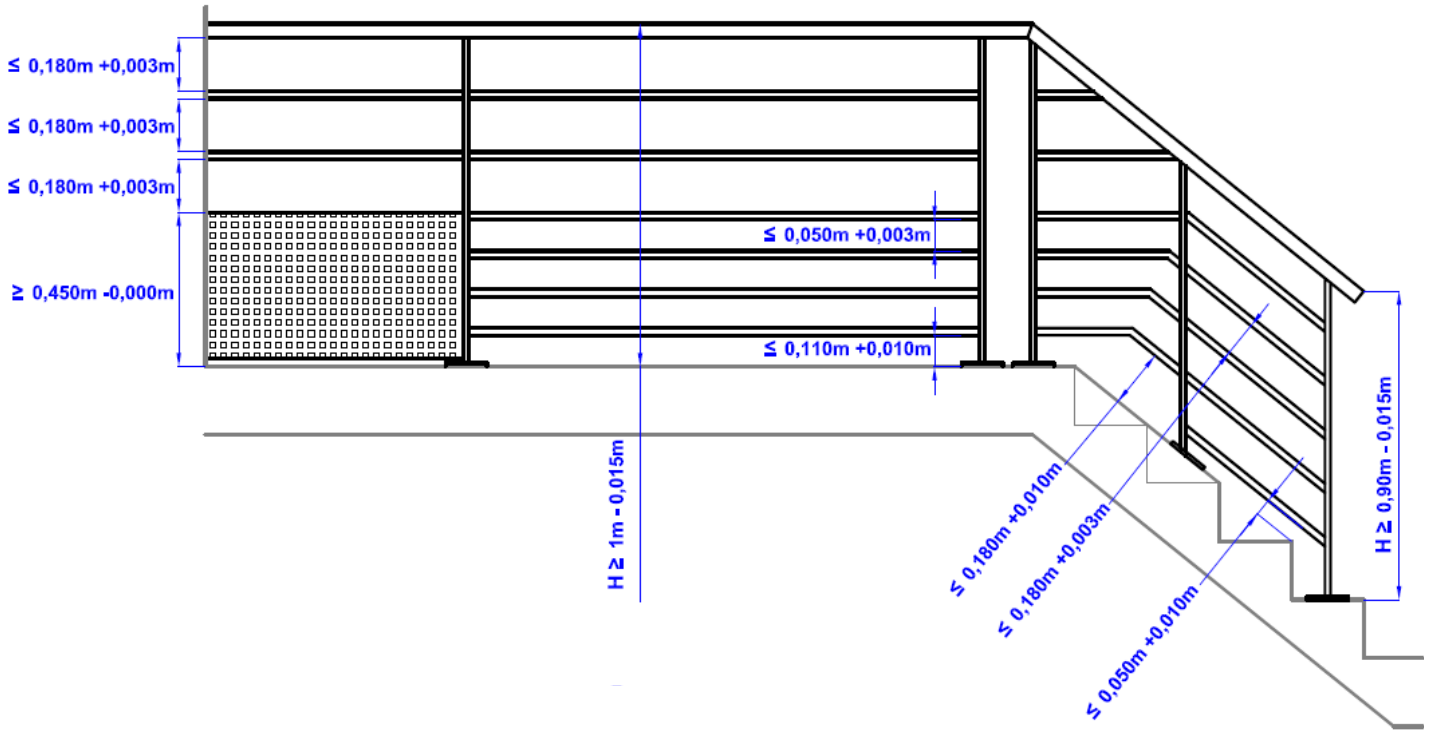 ≤ 0,180m +0,003m
≤ 0,180m +0,003m
≤ 0,180m +0,003m
≥ 0,450m -0,000m
≤ 0,050m +0,003m
≤ 0,110m +0,010m
H ≥ 1m - 0,015m
≤ 0,180m +0,010m
≤ 0,180m +0,003m
≤ 0,050m +0,010m
H ≥ 0,90m - 0,015m